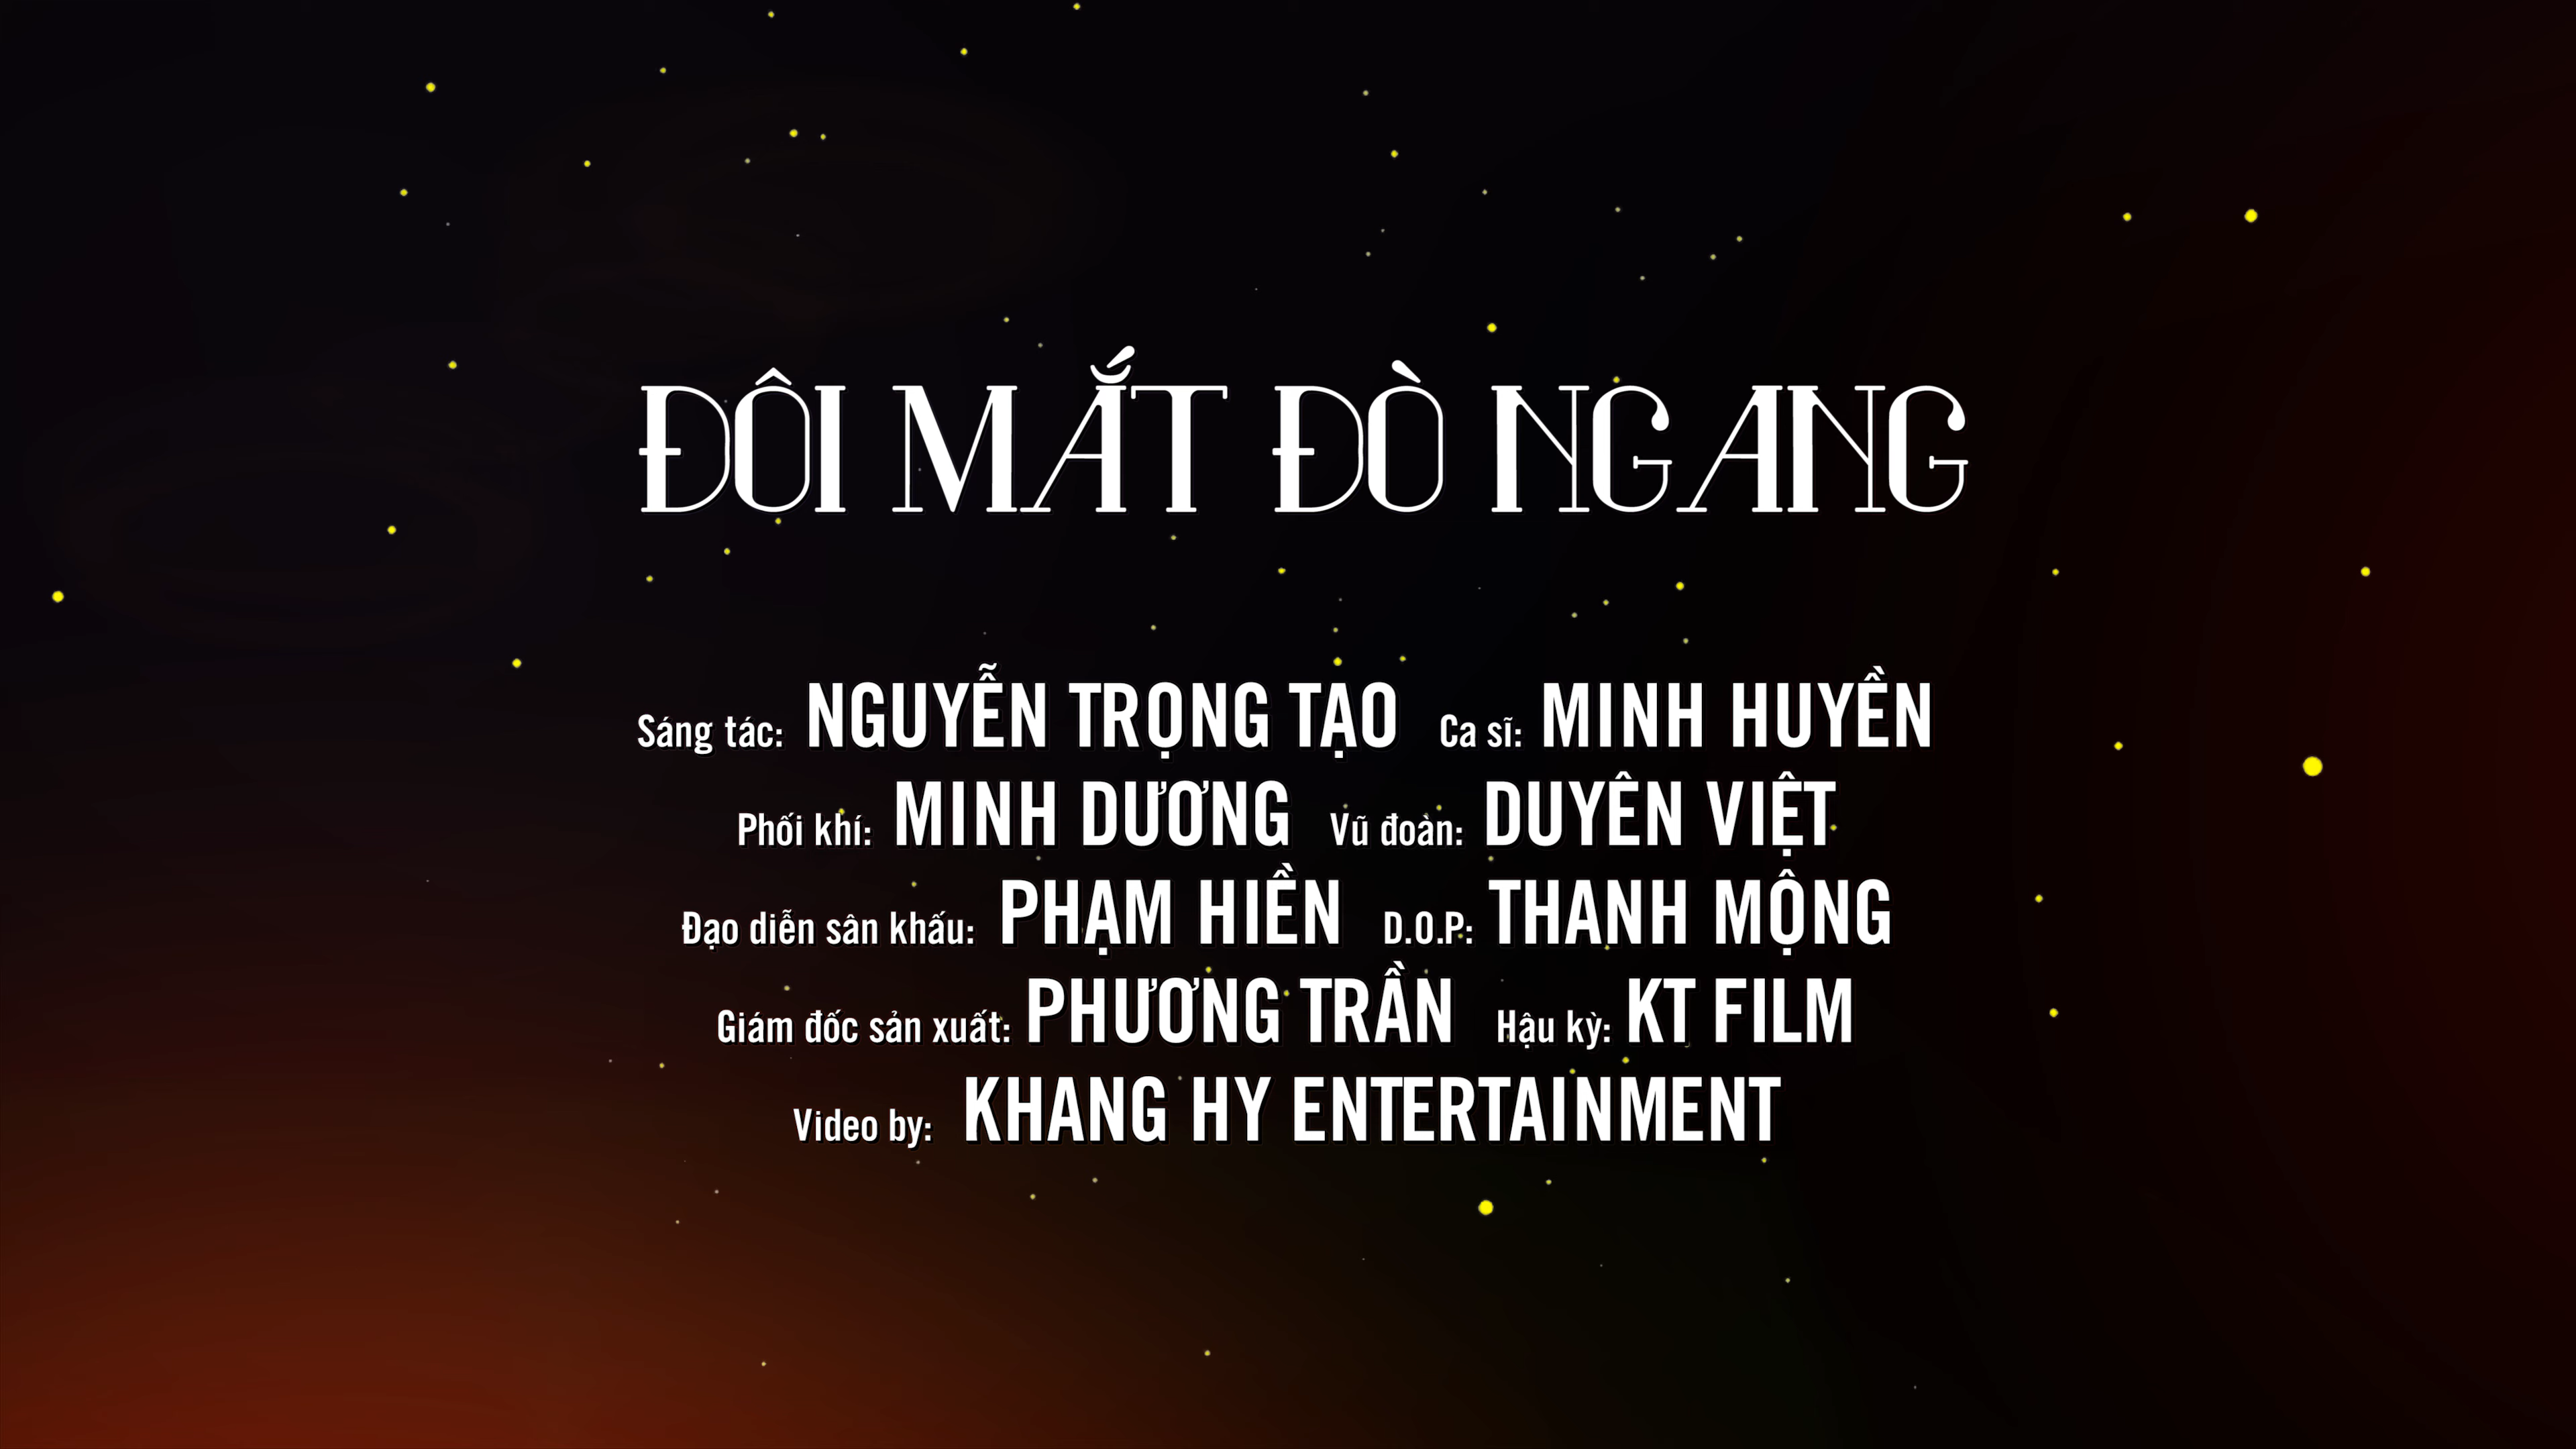 ĐÔI MẮT ĐÒ NGANG
Sáng tác: NGUYỄN TRỌNG TẠO Ca sĩ: MINH HUYỀN
Phối khí: MINH DƯƠNG Vũ đoàn: DUYÊN VIỆT
Đạo diễn sân khấu: PHẠM HIỀN D.O.P: THANH MỘNG
Giám đốc sản xuất: PHƯƠNG TRẦN Hậu kỳ: KT FILM
Video by: KHANG HY ENTERTAINMENT